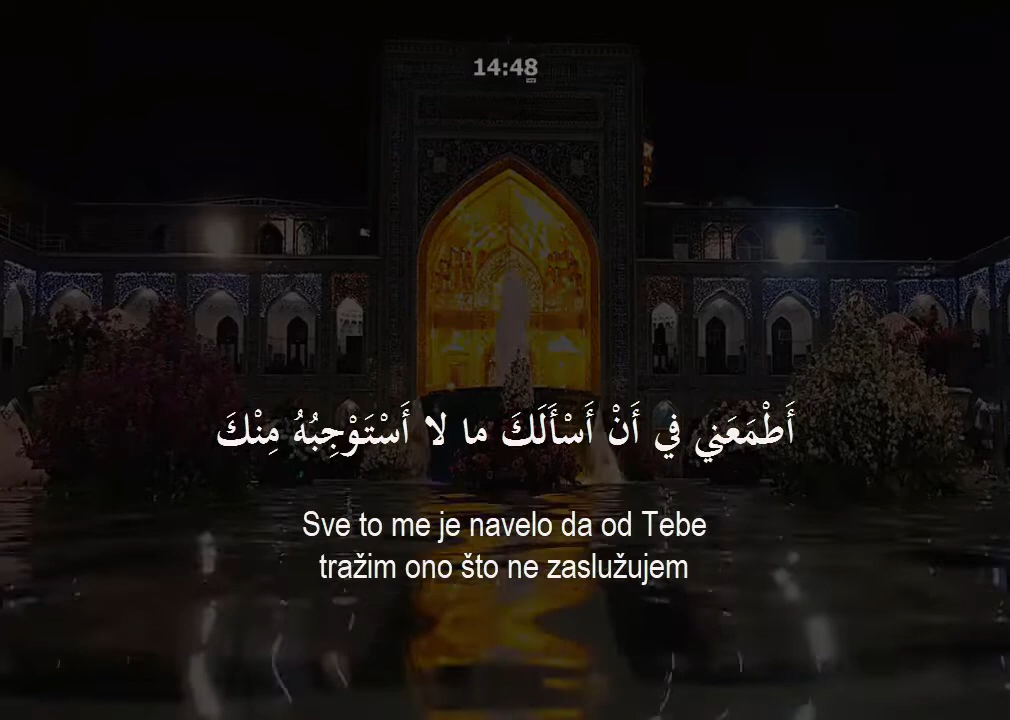 14:48
أَطْمَعَني في أَنْ أَسْأَلَكَ ما لا أَسْتَوْجِبُهُ مِنْكَ
Sve to me je navelo da od Tebe
tražim ono što ne zaslužujem